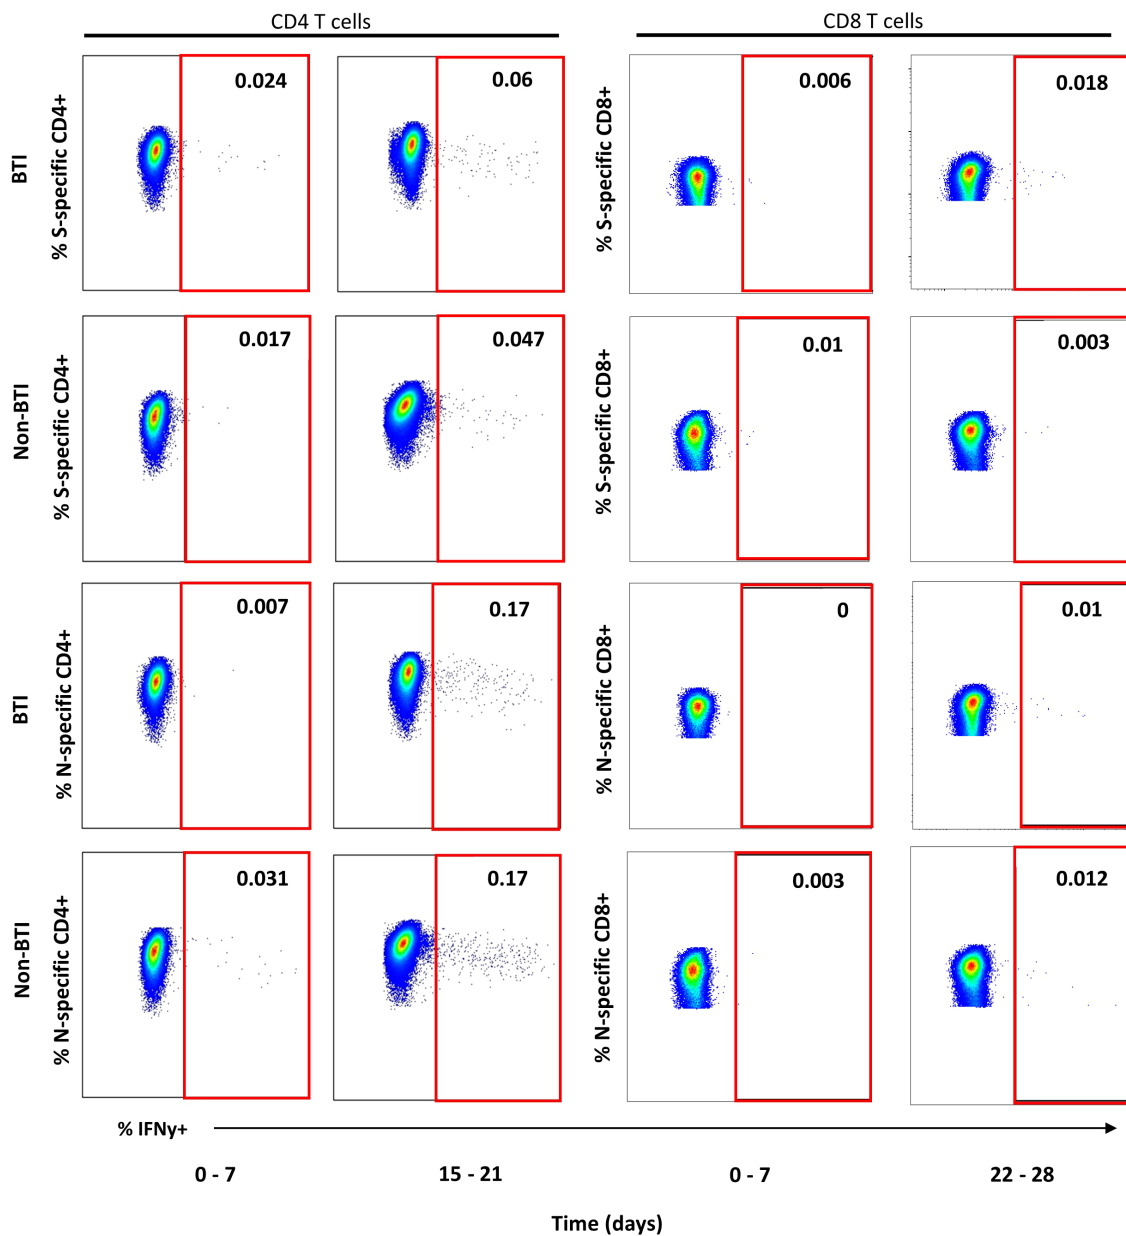 CD4 T cells
CD8 T cells
BTI
% S-specific CD4+
0.024
0.06
% S-specific CD8+
0.006
0.018
Non-BTI
% S-specific CD4+
0.017
0.047
% S-specific CD8+
0.01
0.003
BTI
% N-specific CD4+
0.007
0.17
% N-specific CD8+
0
0.01
Non-BTI
% N-specific CD4+
0.031
0.17
% N-specific CD8+
0.003
0.012
% IFNy+
0 - 7
15 - 21
0 - 7
22 - 28
Time (days)